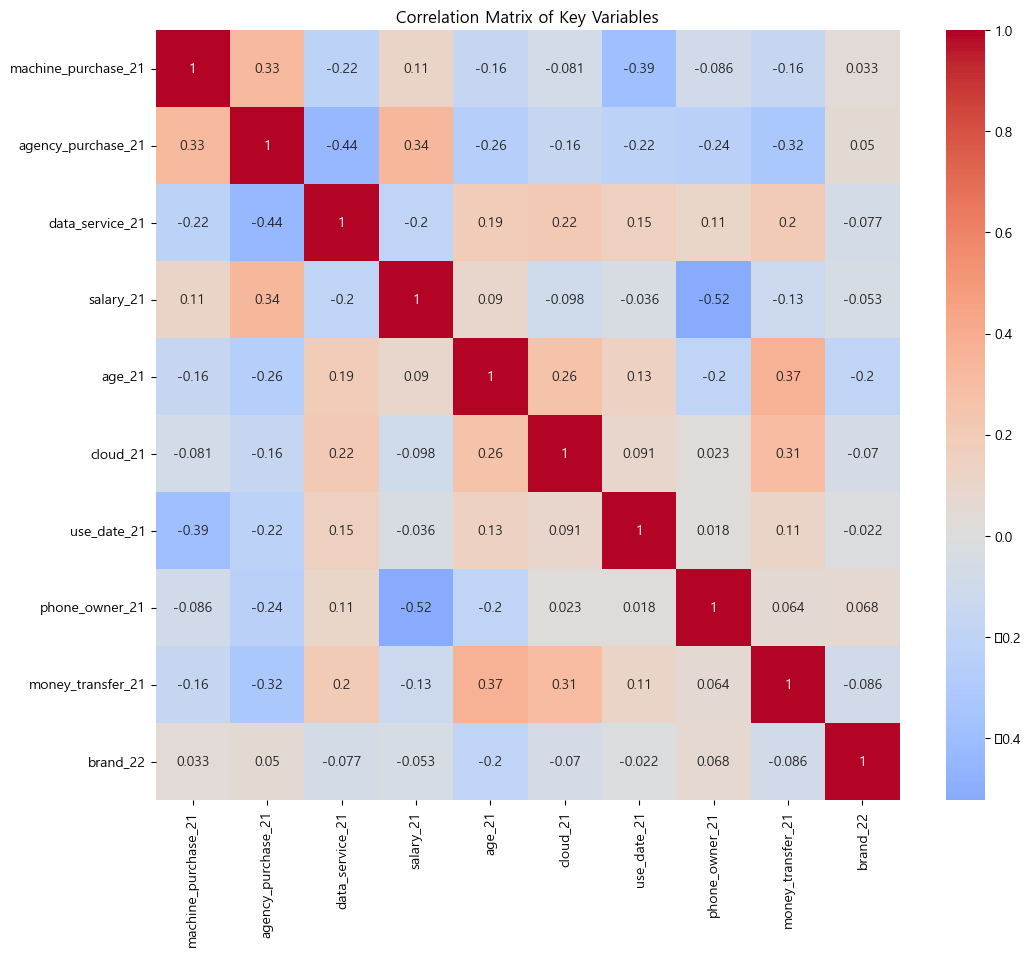 Correlation Matrix of Key Variables
machine_purchase_21 1 0.33 -0.22 0.11 -0.16 -0.081 -0.39 -0.086 -0.16 0.033
agency_purchase_21 0.33 1 -0.44 0.34 -0.26 -0.16 -0.22 -0.24 -0.32 0.05
data_service_21 -0.22 -0.44 1 -0.2 0.19 0.22 0.15 0.11 0.2 -0.077
salary_21 0.11 0.34 -0.2 1 0.09 -0.098 -0.036 -0.52 -0.13 -0.053
age_21 -0.16 -0.26 0.19 0.09 1 0.26 0.13 -0.2 0.37 -0.2
cloud_21 -0.081 -0.16 0.22 -0.098 0.26 1 0.091 0.023 0.31 -0.07
use_date_21 -0.39 -0.22 0.15 -0.036 0.13 0.091 1 0.018 0.11 -0.022
phone_owner_21 -0.086 -0.24 0.11 -0.52 -0.2 0.023 0.018 1 0.064 0.068
money_transfer_21 -0.16 -0.32 0.2 -0.13 0.37 0.31 0.11 0.064 1 -0.086
brand_22 0.033 0.05 -0.077 -0.053 -0.2 -0.07 -0.022 0.068 -0.086 1
machine_purchase_21
agency_purchase_21
data_service_21
salary_21
age_21
cloud_21
use_date_21
phone_owner_21
money_transfer_21
brand_22
1.0
0.8
0.6
0.4
0.2
0.0
▯0.2
▯0.4